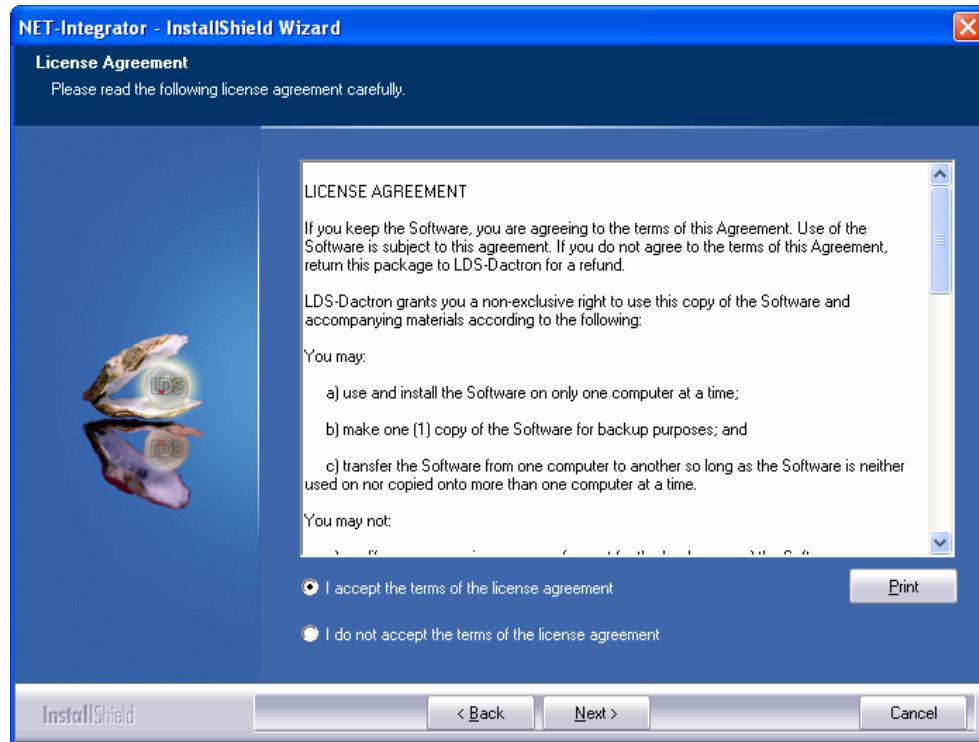 NET-Integrator - InstallShield Wizard
License Agreement
Please read the following license agreement carefully.
LICENSE AGREEMENT
If you keep the Software, you are agreeing to the terms of this Agreement. Use of the
Software is subject to this agreement. If you do not agree to the terms of this Agreement,
return this package to LDS-Dactron for a refund.
LDS-Dactron grants you a non-exclusive right to use this copy of the Software and
accompanying materials according to the following:
You may:
a) use and install the Software on only one computer at a time;
b) make one (1) copy of the Software for backup purposes; and
c) transfer the Software from one computer to another so long as the Software is neither
used on nor copied onto more than one computer at a time.
You may not:
LDS
I accept the terms of the license agreement
Print
I do not accept the terms of the license agreement
InstallShield
< Back
Next >
Cancel